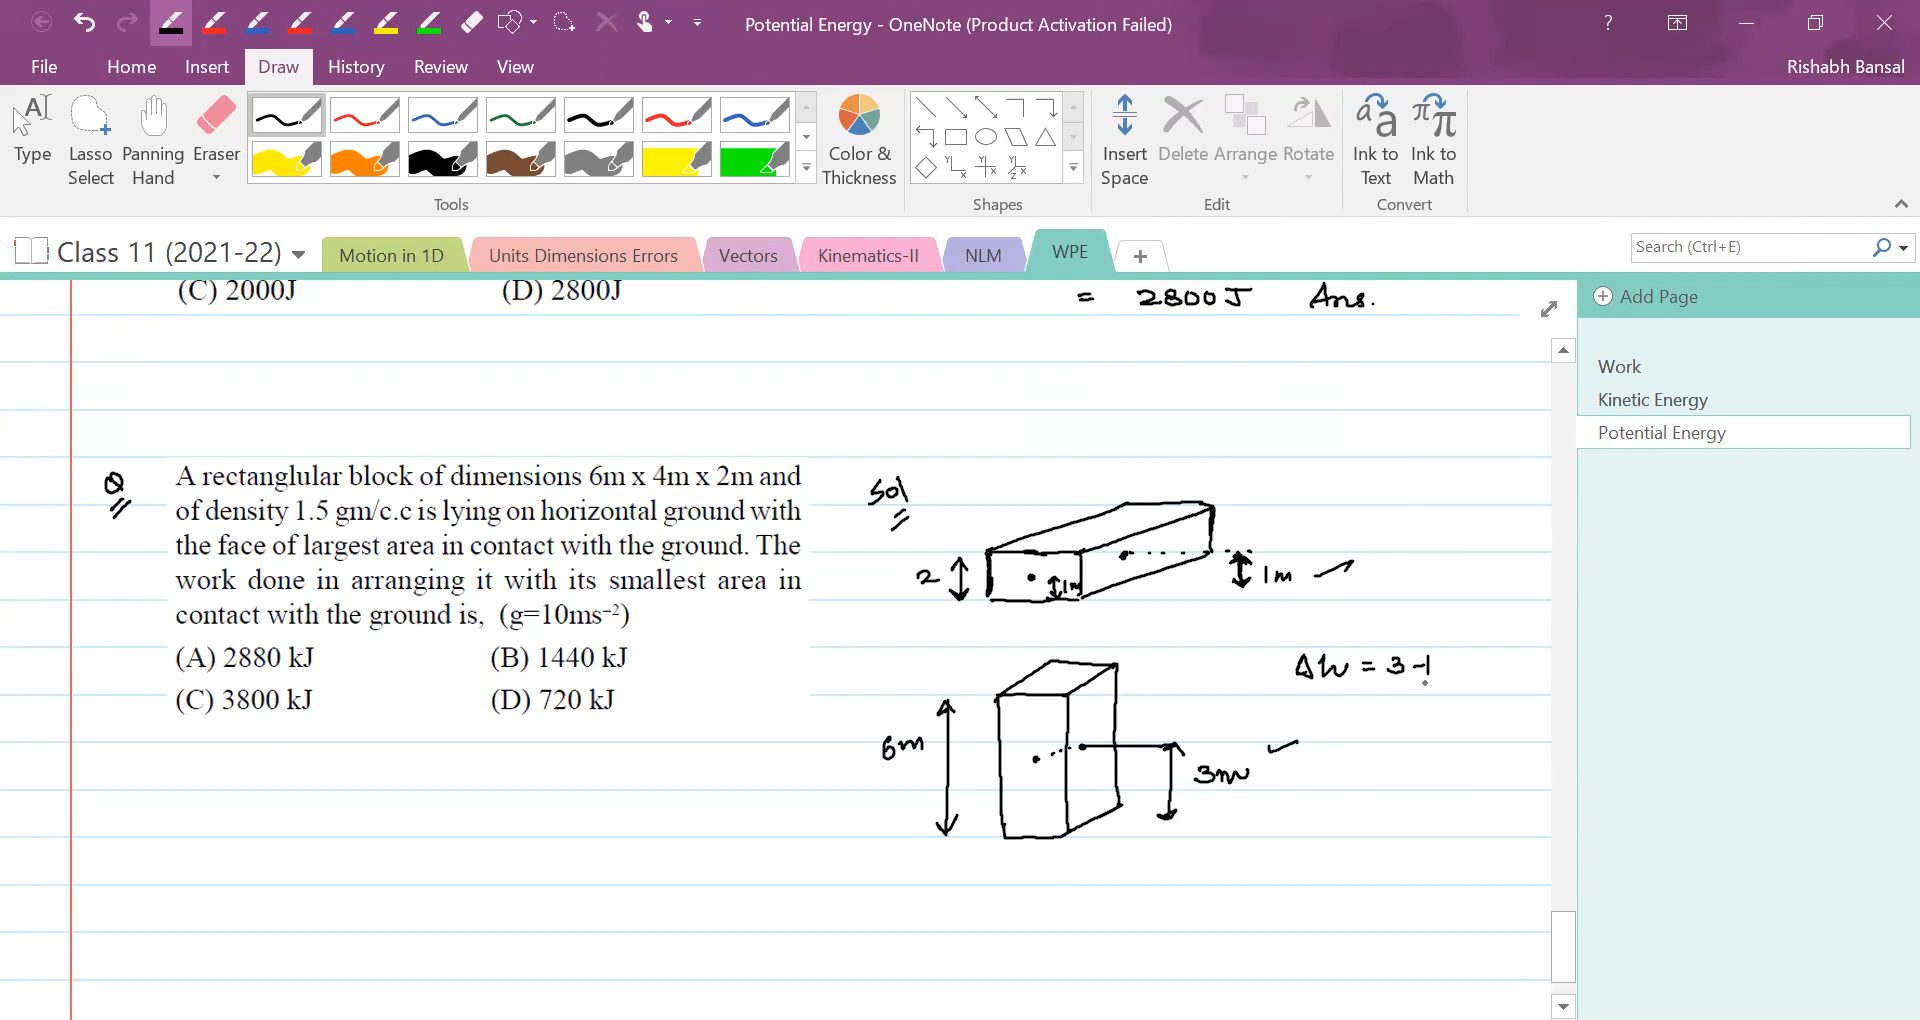 Potential Energy - OneNote (Product Activation Failed)
?
File Home Insert Draw History Review View
Rishabh Bansal
Type
Lasso Select
Panning Hand
Eraser
Color & Thickness
Insert Space
Delete
Arrange
Rotate
Ink to Text
Ink to Math
Tools
Shapes
Edit
Convert
Class 11 (2021-22)
Motion in 1D
Units Dimensions Errors
Vectors
Kinematics-II
NLM
WPE
+
Search (Ctrl+E)
Add Page
Work
Kinetic Energy
Potential Energy
(C) 2000J (D) 2800J
= 2800J Ans.
Q
A rectanglular block of dimensions 6m x 4m x 2m and
of density 1.5 gm/c.c is lying on horizontal ground with
the face of largest area in contact with the ground. The
work done in arranging it with its smallest area in
contact with the ground is, (g=10ms⁻²)
(A) 2880 kJ (B) 1440 kJ
(C) 3800 kJ (D) 720 kJ
Sol
2
1m
1m
Δh = 3-1
6m
3m